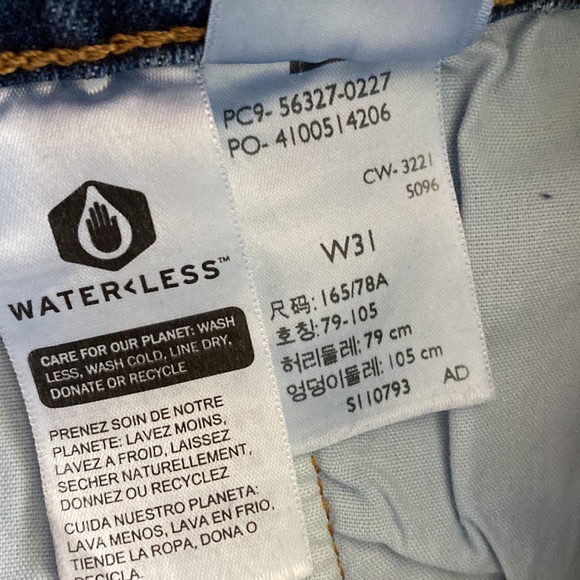 WATER<LESS™
CARE FOR OUR PLANET: WASH
LESS, WASH COLD, LINE DRY,
DONATE OR RECYCLE
PRENEZ SOIN DE NOTRE
PLANETE: LAVEZ MOINS,
LAVEZ A FROID, LAISSEZ
SECHER NATURELLEMENT,
DONNEZ OU RECYCLEZ
CUIDA NUESTRO PLANETA:
LAVA MENOS, LAVA EN FRIO,
TIENDE LA ROPA, DONA O
RECICLA.
PC9- 56327-0227
PO- 4100514206
CW- 3221
5096
W31
尺码: 165/78A
호칭: 79-105
허리둘레: 79 cm
엉덩이둘레: 105 cm
S110793 AD